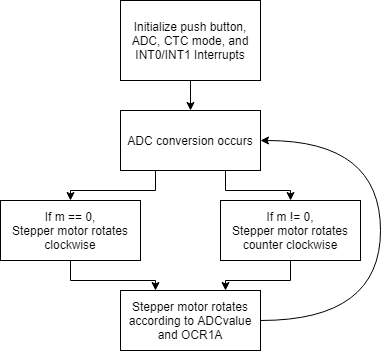 Initialize push button,
ADC, CTC mode, and
INT0/INT1 Interrupts
ADC conversion occurs
If m == 0,
Stepper motor rotates
clockwise
If m != 0,
Stepper motor rotates
counter clockwise
Stepper motor rotates
according to ADCvalue
and OCR1A